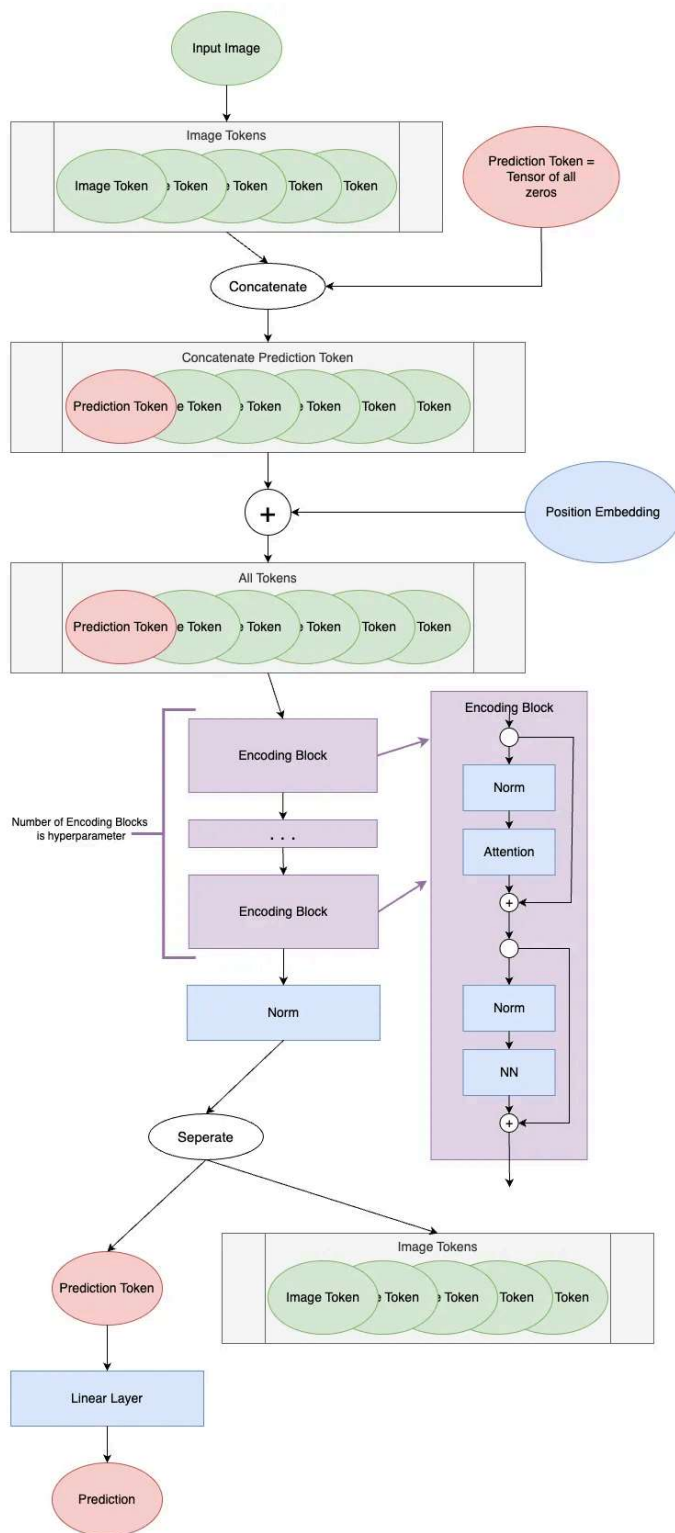 Input Image
Image Tokens
Image Token
e Token
e Token
Token
Token
Prediction Token =
Tensor of all
zeros
Concatenate
Concatenate Prediction Token
Prediction Token
e Token
e Token
e Token
Token
Token
+
Position Embedding
All Tokens
Prediction Token
e Token
e Token
e Token
Token
Token
Encoding Block
Number of Encoding Blocks
is hyperparameter
. . .
Encoding Block
Norm
Encoding Block
Norm
Attention
+
Norm
NN
+
Seperate
Prediction Token
Image Tokens
Image Token
e Token
e Token
Token
Token
Linear Layer
Prediction